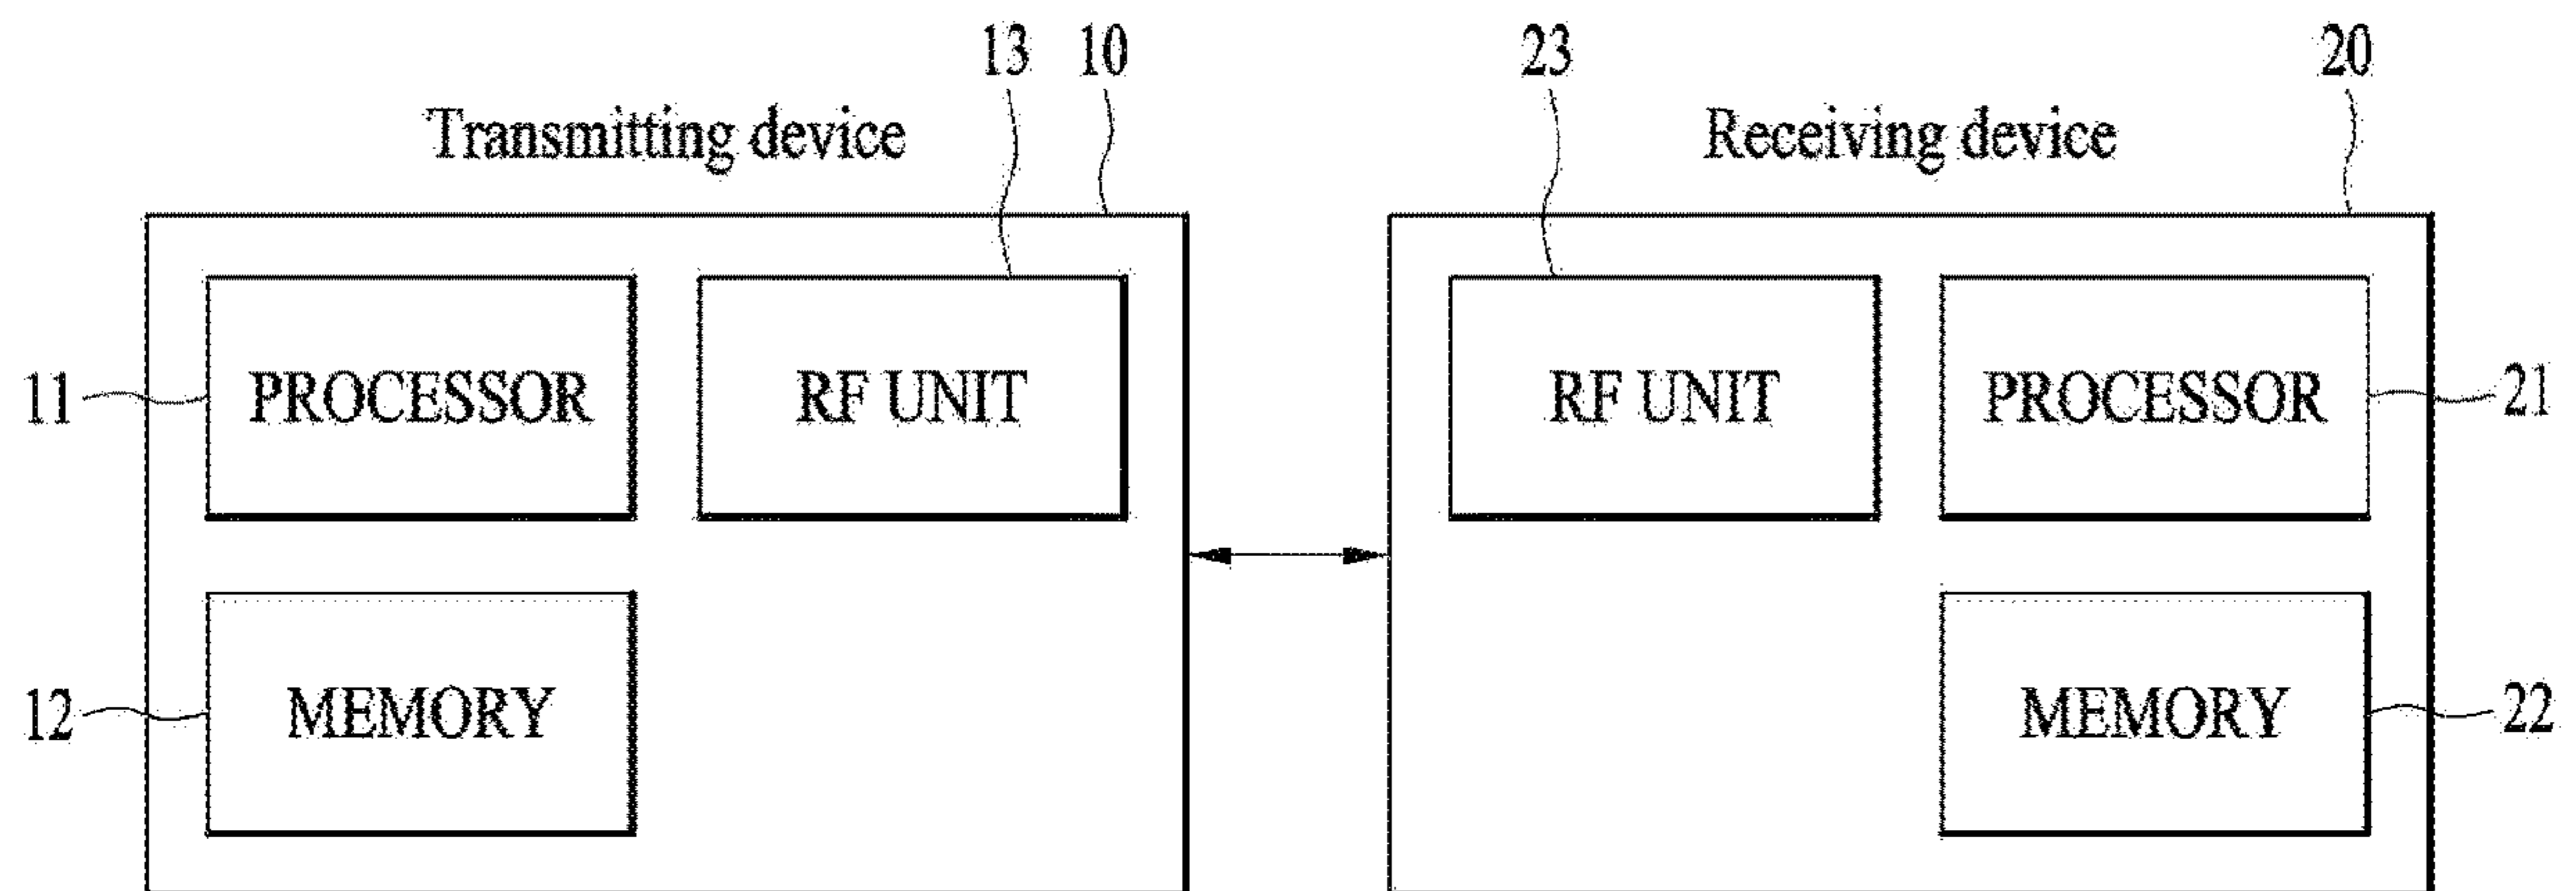 13 10 23 20
Transmitting device Receiving device
11 PROCESSOR RF UNIT RF UNIT PROCESSOR 21
12 MEMORY MEMORY 22